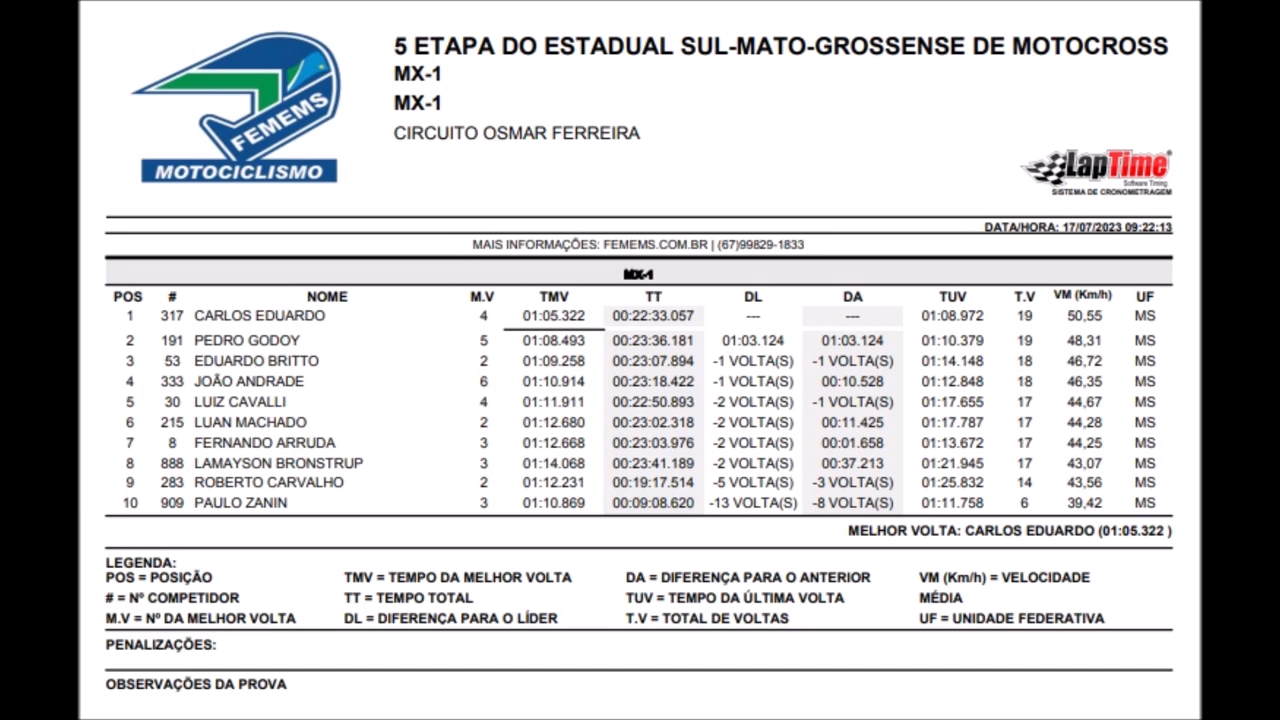 5 ETAPA DO ESTADUAL SUL-MATO-GROSSENSE DE MOTOCROSS
MX-1
MX-1
CIRCUITO OSMAR FERREIRA
FEMEMS
MOTOCICLISMO
LapTime
Software Timing
SISTEMA DE CRONOMETRAGEM
DATA/HORA: 17/07/2023 09:22:13
MAIS INFORMAÇÕES: FEMEMS.COM.BR | (67)99829-1833
MX-1
POS # NOME M.V TMV TT DL DA TUV T.V VM (Km/h) UF
1 317 CARLOS EDUARDO 4 01:05.322 00:22:33.057 --- --- 01:08.972 19 50,55 MS
2 191 PEDRO GODOY 5 01:08.493 00:23:36.181 01:03.124 01:03.124 01:10.379 19 48,31 MS
3 53 EDUARDO BRITTO 2 01:09.258 00:23:07.894 -1 VOLTA(S) -1 VOLTA(S) 01:14.148 18 46,72 MS
4 333 JOÃO ANDRADE 6 01:10.914 00:23:18.422 -1 VOLTA(S) 00:10.528 01:12.848 18 46,35 MS
5 30 LUIZ CAVALLI 4 01:11.911 00:22:50.893 -2 VOLTA(S) -1 VOLTA(S) 01:17.655 17 44,67 MS
6 215 LUAN MACHADO 2 01:12.680 00:23:02.318 -2 VOLTA(S) 00:11.425 01:17.787 17 44,28 MS
7 8 FERNANDO ARRUDA 3 01:12.668 00:23:03.976 -2 VOLTA(S) 00:01.658 01:13.672 17 44,25 MS
8 888 LAMAYSON BRONSTRUP 3 01:14.068 00:23:41.189 -2 VOLTA(S) 00:37.213 01:21.945 17 43,07 MS
9 283 ROBERTO CARVALHO 2 01:12.231 00:19:17.514 -5 VOLTA(S) -3 VOLTA(S) 01:25.832 14 43,56 MS
10 909 PAULO ZANIN 3 01:10.869 00:09:08.620 -13 VOLTA(S) -8 VOLTA(S) 01:11.758 6 39,42 MS
MELHOR VOLTA: CARLOS EDUARDO (01:05.322 )
LEGENDA:
POS = POSIÇÃO TMV = TEMPO DA MELHOR VOLTA DA = DIFERENÇA PARA O ANTERIOR VM (Km/h) = VELOCIDADE
# = Nº COMPETIDOR TT = TEMPO TOTAL TUV = TEMPO DA ÚLTIMA VOLTA MÉDIA
M.V = Nº DA MELHOR VOLTA DL = DIFERENÇA PARA O LÍDER T.V = TOTAL DE VOLTAS UF = UNIDADE FEDERATIVA
PENALIZAÇÕES:
OBSERVAÇÕES DA PROVA